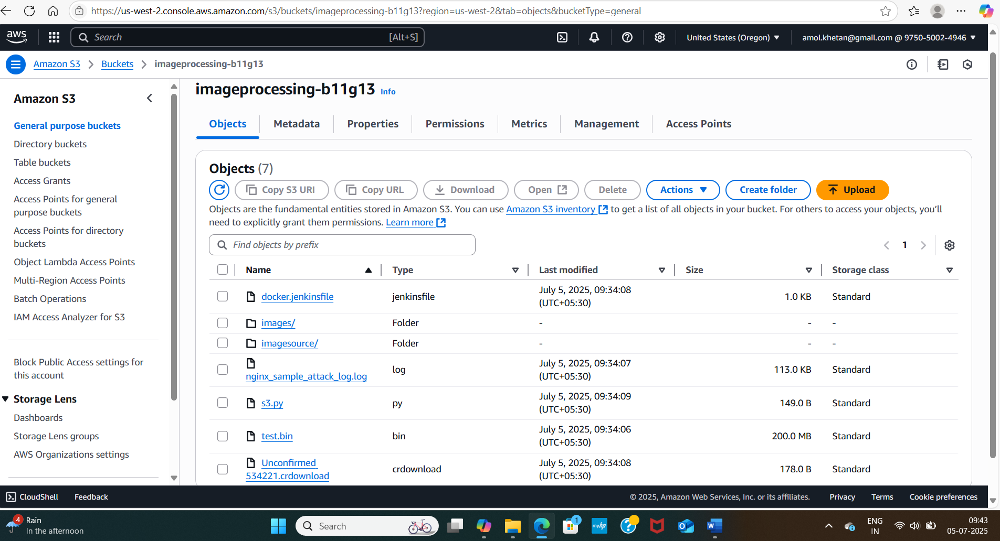 https://us-west-2.console.aws.amazon.com/s3/buckets/imageprocessing-b11g13?region=us-west-2&tab=objects&bucketType=general
aws
Search
[Alt+S]
United States (Oregon)
amol.khetan@gmail.com @ 9750-5002-4946
Amazon S3
Buckets
imageprocessing-b11g13
Amazon S3
General purpose buckets
Directory buckets
Table buckets
Access Grants
Access Points for general
purpose buckets
Access Points for directory
buckets
Object Lambda Access Points
Multi-Region Access Points
Batch Operations
IAM Access Analyzer for S3
Block Public Access settings for
this account
Storage Lens
Dashboards
Storage Lens groups
AWS Organizations settings
imageprocessing-b11g13 Info
Objects Metadata Properties Permissions Metrics Management Access Points
Objects (7)
Copy S3 URI Copy URL Download Open Delete Actions Create folder Upload
Objects are the fundamental entities stored in Amazon S3. You can use Amazon S3 inventory to get a list of all objects in your bucket. For others to access your objects, you’ll
need to explicitly grant them permissions. Learn more
Find objects by prefix
1
Name Type Last modified Size Storage class
docker.jenkinsfile jenkinsfile July 5, 2025, 09:34:08
(UTC+05:30) 1.0 KB Standard
images/ Folder - - -
imagesource/ Folder - - -
nginx_sample_attack_log.log log July 5, 2025, 09:34:07
(UTC+05:30) 113.0 KB Standard
s3.py py July 5, 2025, 09:34:09
(UTC+05:30) 149.0 B Standard
test.bin bin July 5, 2025, 09:34:06
(UTC+05:30) 200.0 MB Standard
Unconfirmed
534221.crdownload crdownload July 5, 2025, 09:34:08
(UTC+05:30) 178.0 B Standard
CloudShell Feedback
© 2025, Amazon Web Services, Inc. or its affiliates. Privacy Terms Cookie preferences
4
Rain
In the afternoon
Search
1
myhp
ENG
IN
09:43
05-07-2025